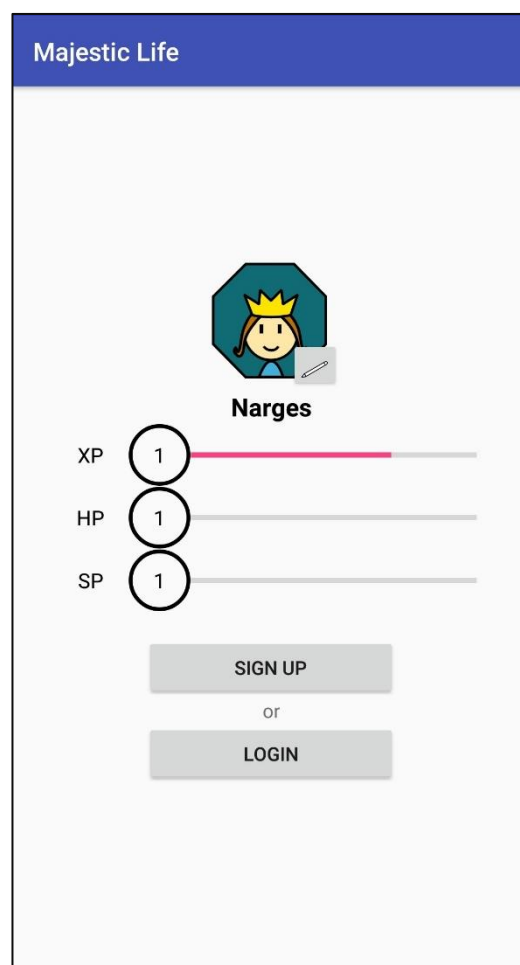 Majestic Life
Narges
XP 1
HP 1
SP 1
SIGN UP
or
LOGIN